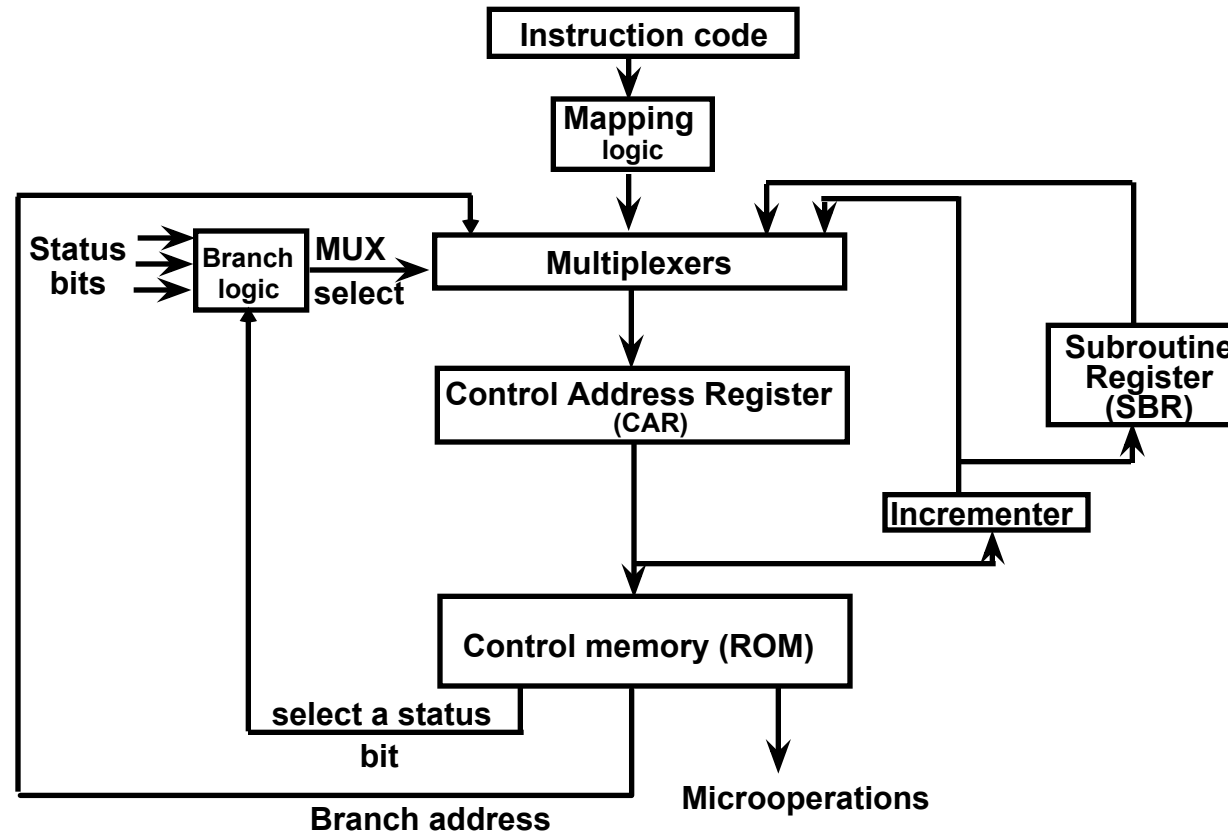 Instruction code
Mapping
logic
Status
bits
Branch
logic
MUX
select
Multiplexers
Control Address Register
(CAR)
Subroutine
Register
(SBR)
Incrementer
Control memory (ROM)
select a status
bit
Microoperations
Branch address